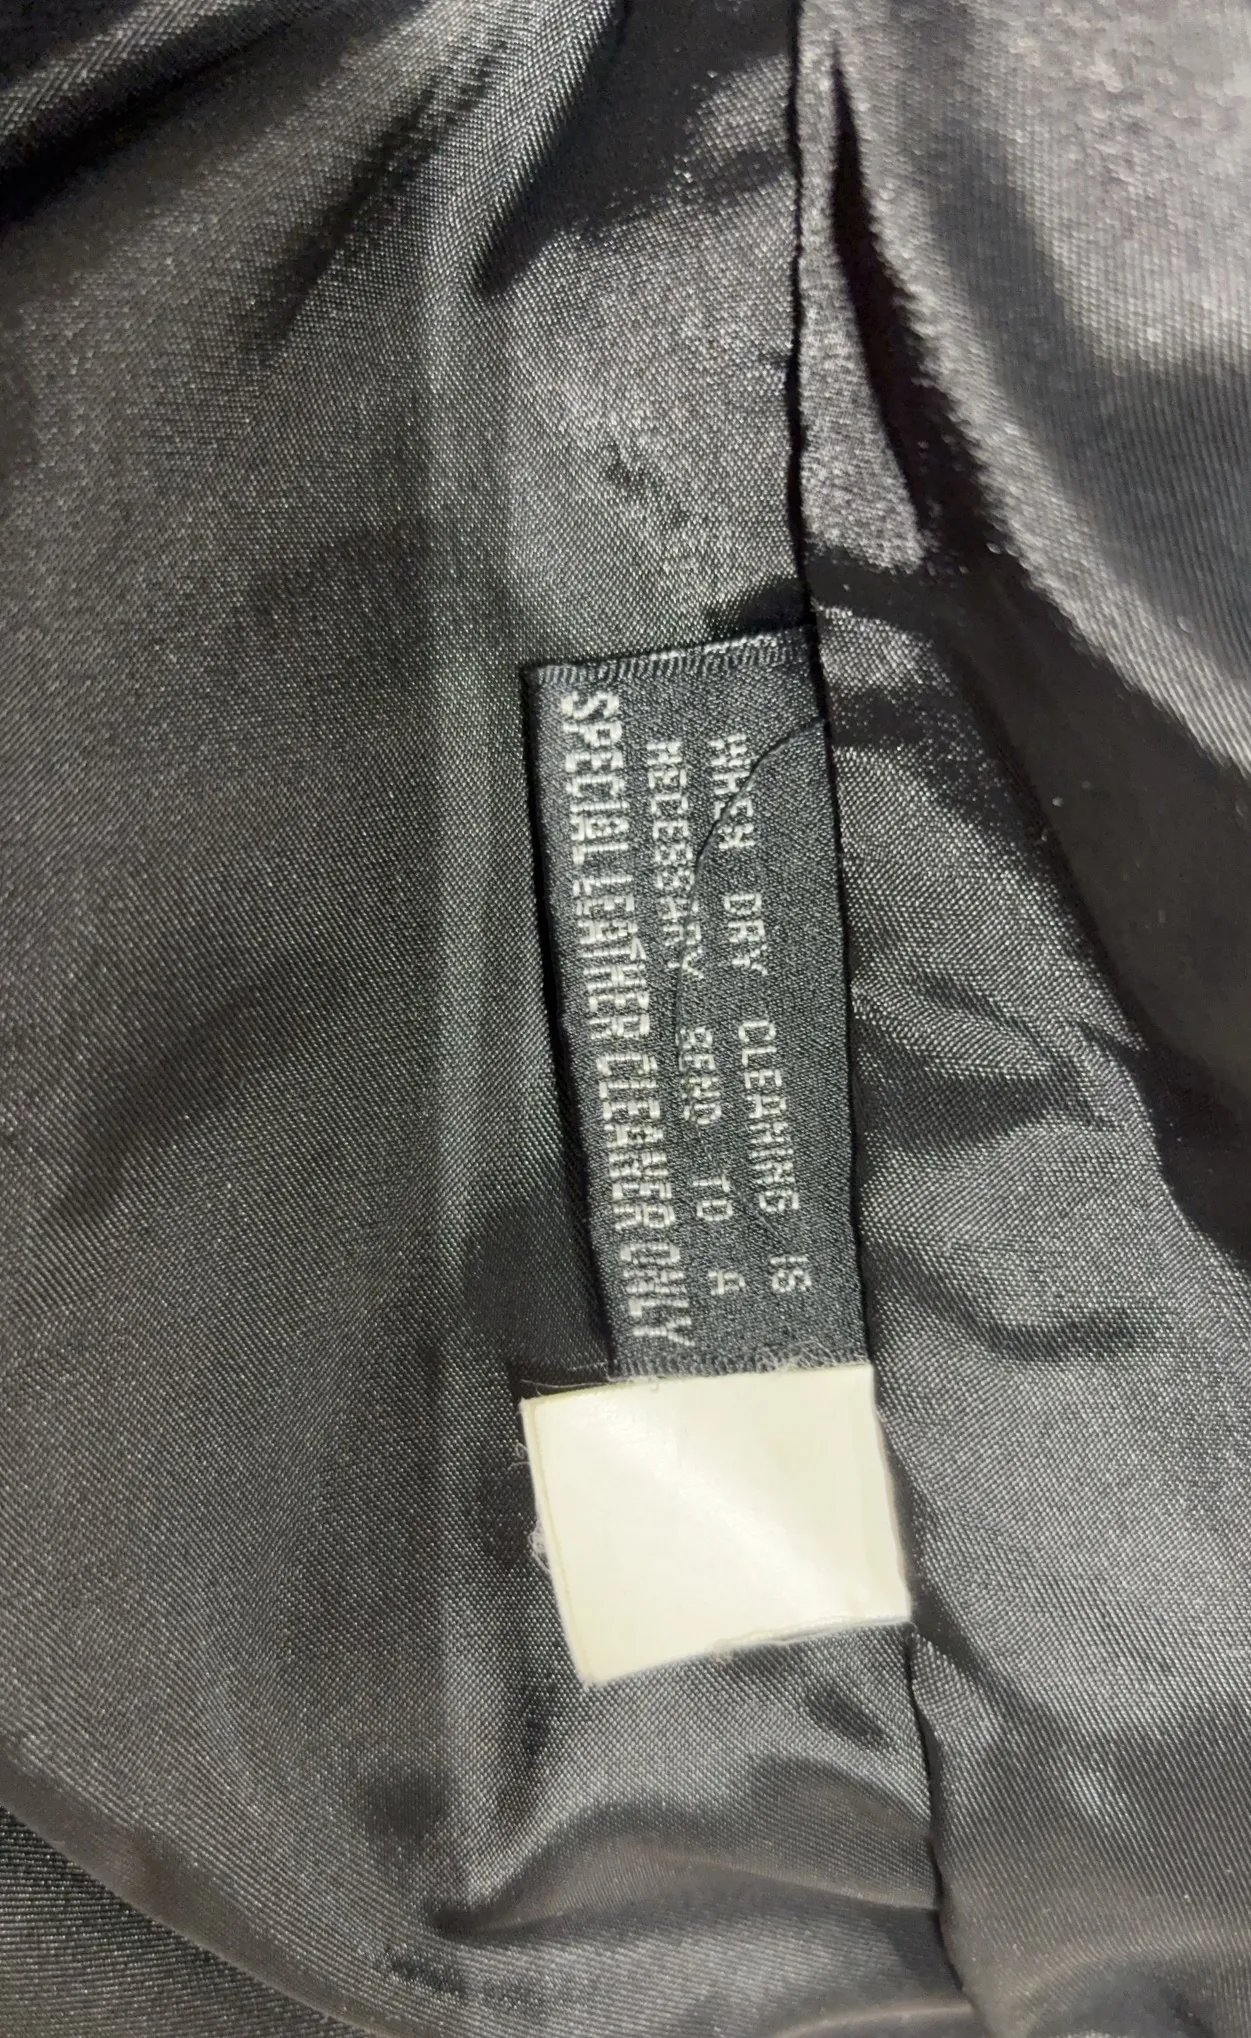 WHEN DRY CLEANING IS
NECESSARY SEND TO A
SPECIAL LEATHER CLEANER ONLY